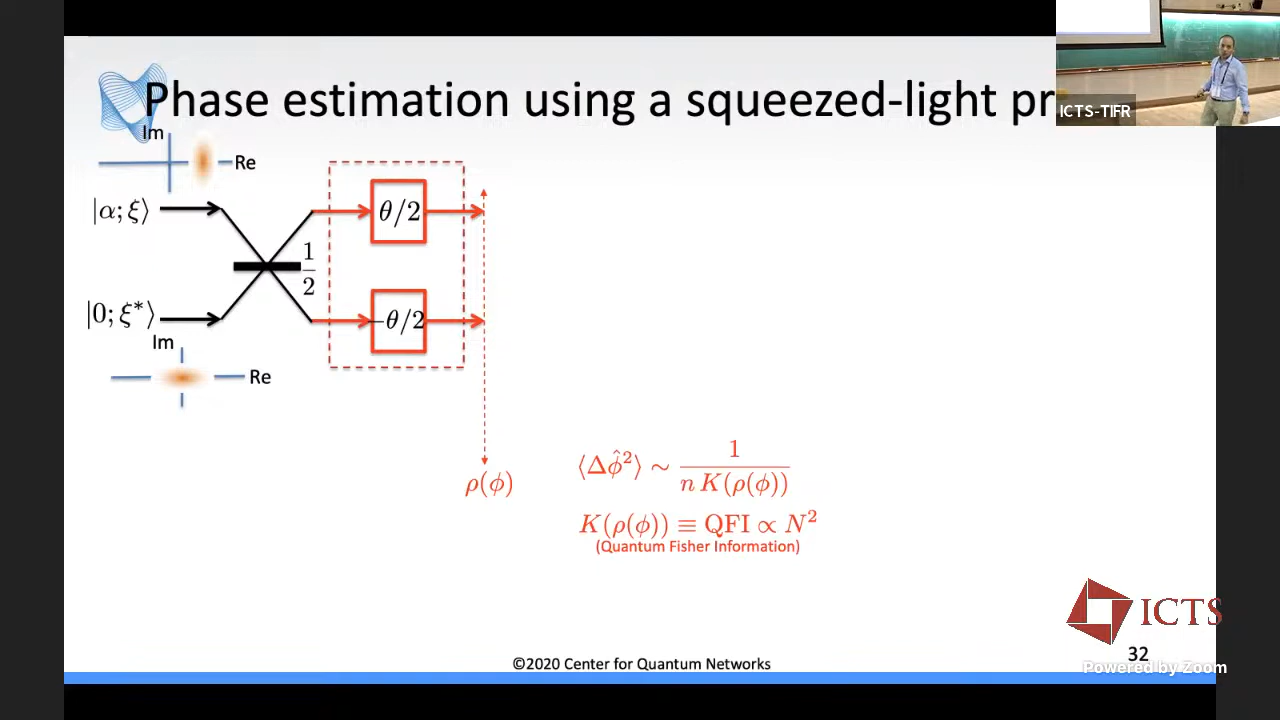 Phase estimation using a squeezed-light pr
ICTS-TIFR
Im
Re
|α;ξ⟩
θ/2
1/2
|0;ξ*⟩
−θ/2
Im
Re
ρ(ϕ)
⟨Δϕ̂²⟩ ∼ 1/(n K(ρ(ϕ)))
K(ρ(ϕ)) ≡ QFI ∝ N²
(Quantum Fisher Information)
ICTS
32
©2020 Center for Quantum Networks
Powered by Zoom